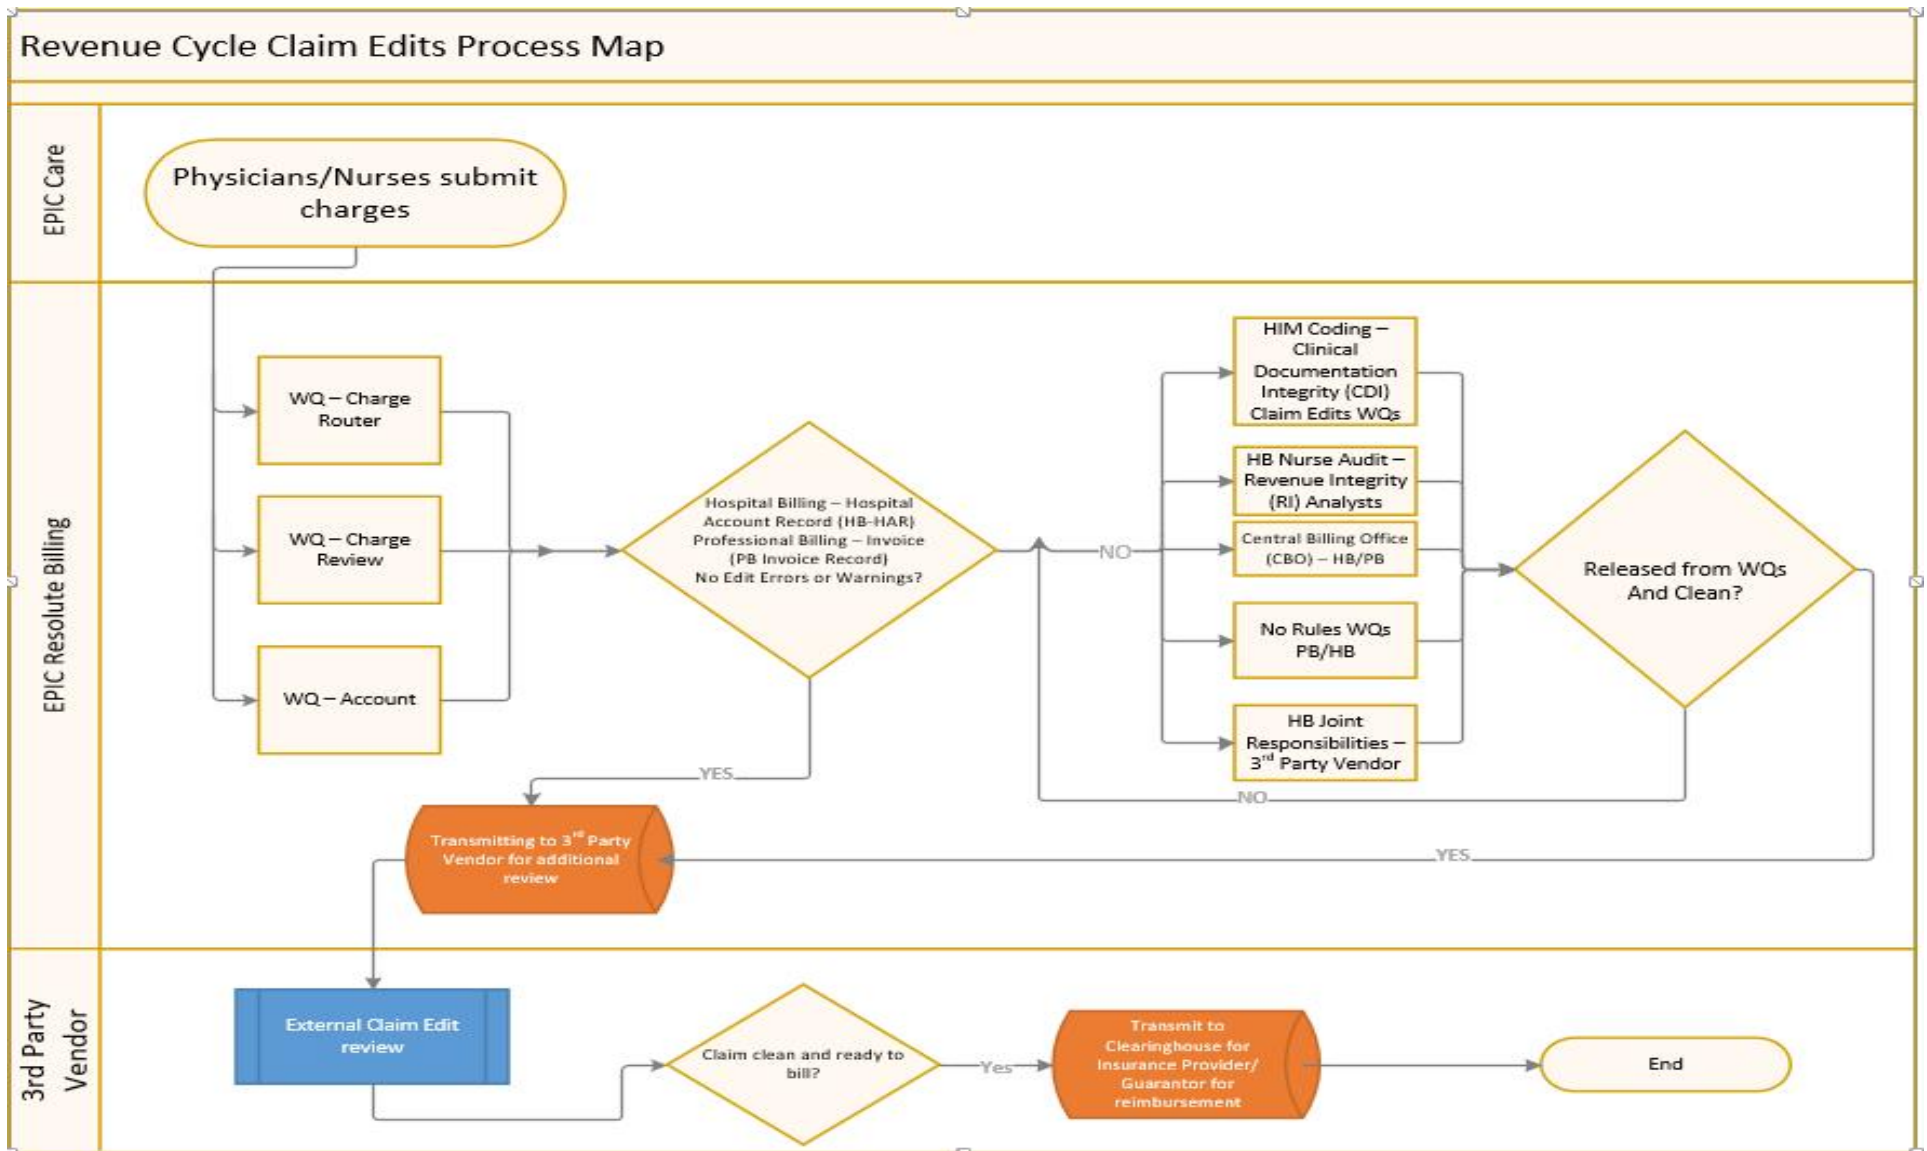 Revenue Cycle Claim Edits Process Map
EPIC Care
Physicians/Nurses submit
charges
EPIC Resolute Billing
WQ – Charge
Router
WQ – Charge
Review
WQ – Account
Hospital Billing – Hospital
Account Record (HB-HAR)
Professional Billing – Invoice
(PB Invoice Record)
No Edit Errors or Warnings?
NO
HIM Coding –
Clinical
Documentation
Integrity (CDI)
Claim Edits WQs
HB Nurse Audit –
Revenue Integrity
(RI) Analysts
Central Billing Office
(CBO) – HB/PB
No Rules WQs
PB/HB
HB Joint
Responsibilities –
3rd Party Vendor
Released from WQs
And Clean?
YES
NO
Transmitting to 3rd Party
Vendor for additional
review
YES
3rd Party
Vendor
External Claim Edit
review
Claim clean and ready to
bill?
Yes
Transmit to
Clearinghouse for
Insurance Provider/
Guarantor for
reimbursement
End